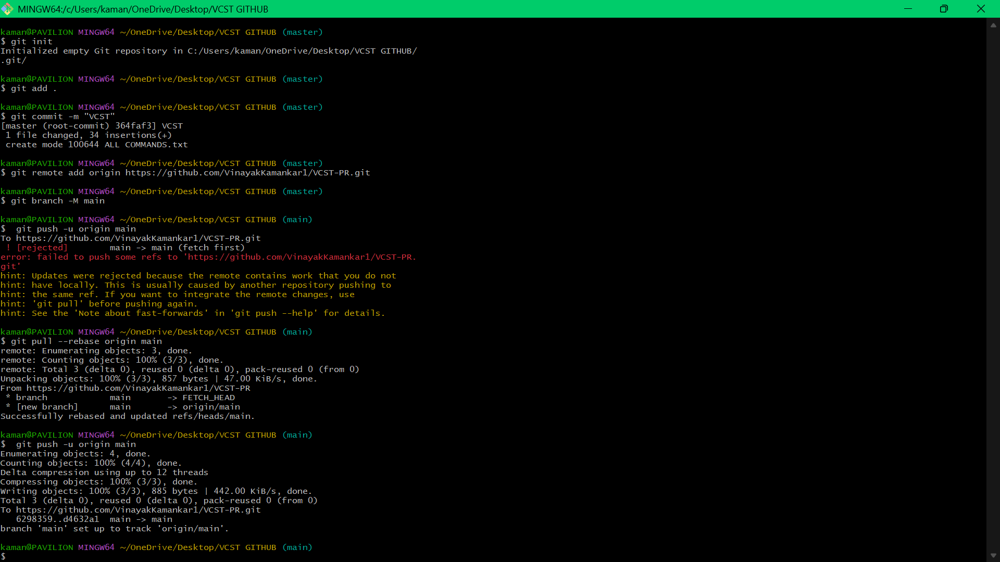 MINGW64:/c/Users/kaman/OneDrive/Desktop/VCST GITHUB
kaman@PAVILION MINGW64 ~/OneDrive/Desktop/VCST GITHUB (master)
$ git init
Initialized empty Git repository in C:/Users/kaman/OneDrive/Desktop/VCST GITHUB/
.git/
kaman@PAVILION MINGW64 ~/OneDrive/Desktop/VCST GITHUB (master)
$ git add .
kaman@PAVILION MINGW64 ~/OneDrive/Desktop/VCST GITHUB (master)
$ git commit -m "VCST"
[master (root-commit) 364faf3] VCST
 1 file changed, 34 insertions(+)
 create mode 100644 ALL COMMANDS.txt
kaman@PAVILION MINGW64 ~/OneDrive/Desktop/VCST GITHUB (master)
$ git remote add origin https://github.com/VinayakKamankar1/VCST-PR.git
kaman@PAVILION MINGW64 ~/OneDrive/Desktop/VCST GITHUB (master)
$ git branch -M main
kaman@PAVILION MINGW64 ~/OneDrive/Desktop/VCST GITHUB (main)
$  git push -u origin main
To https://github.com/VinayakKamankar1/VCST-PR.git
 ! [rejected]        main -> main (fetch first)
error: failed to push some refs to 'https://github.com/VinayakKamankar1/VCST-PR.
git'
hint: Updates were rejected because the remote contains work that you do not
hint: have locally. This is usually caused by another repository pushing to
hint: the same ref. If you want to integrate the remote changes, use
hint: 'git pull' before pushing again.
hint: See the 'Note about fast-forwards' in 'git push --help' for details.
kaman@PAVILION MINGW64 ~/OneDrive/Desktop/VCST GITHUB (main)
$ git pull --rebase origin main
remote: Enumerating objects: 3, done.
remote: Counting objects: 100% (3/3), done.
remote: Total 3 (delta 0), reused 0 (delta 0), pack-reused 0 (from 0)
Unpacking objects: 100% (3/3), 857 bytes | 47.00 KiB/s, done.
From https://github.com/VinayakKamankar1/VCST-PR
 * branch            main       -> FETCH_HEAD
 * [new branch]      main       -> origin/main
Successfully rebased and updated refs/heads/main.
kaman@PAVILION MINGW64 ~/OneDrive/Desktop/VCST GITHUB (main)
$  git push -u origin main
Enumerating objects: 4, done.
Counting objects: 100% (4/4), done.
Delta compression using up to 12 threads
Compressing objects: 100% (3/3), done.
Writing objects: 100% (3/3), 885 bytes | 442.00 KiB/s, done.
Total 3 (delta 0), reused 0 (delta 0), pack-reused 0 (from 0)
To https://github.com/VinayakKamankar1/VCST-PR.git
   6298359..d4632a1  main -> main
branch 'main' set up to track 'origin/main'.
kaman@PAVILION MINGW64 ~/OneDrive/Desktop/VCST GITHUB (main)
$